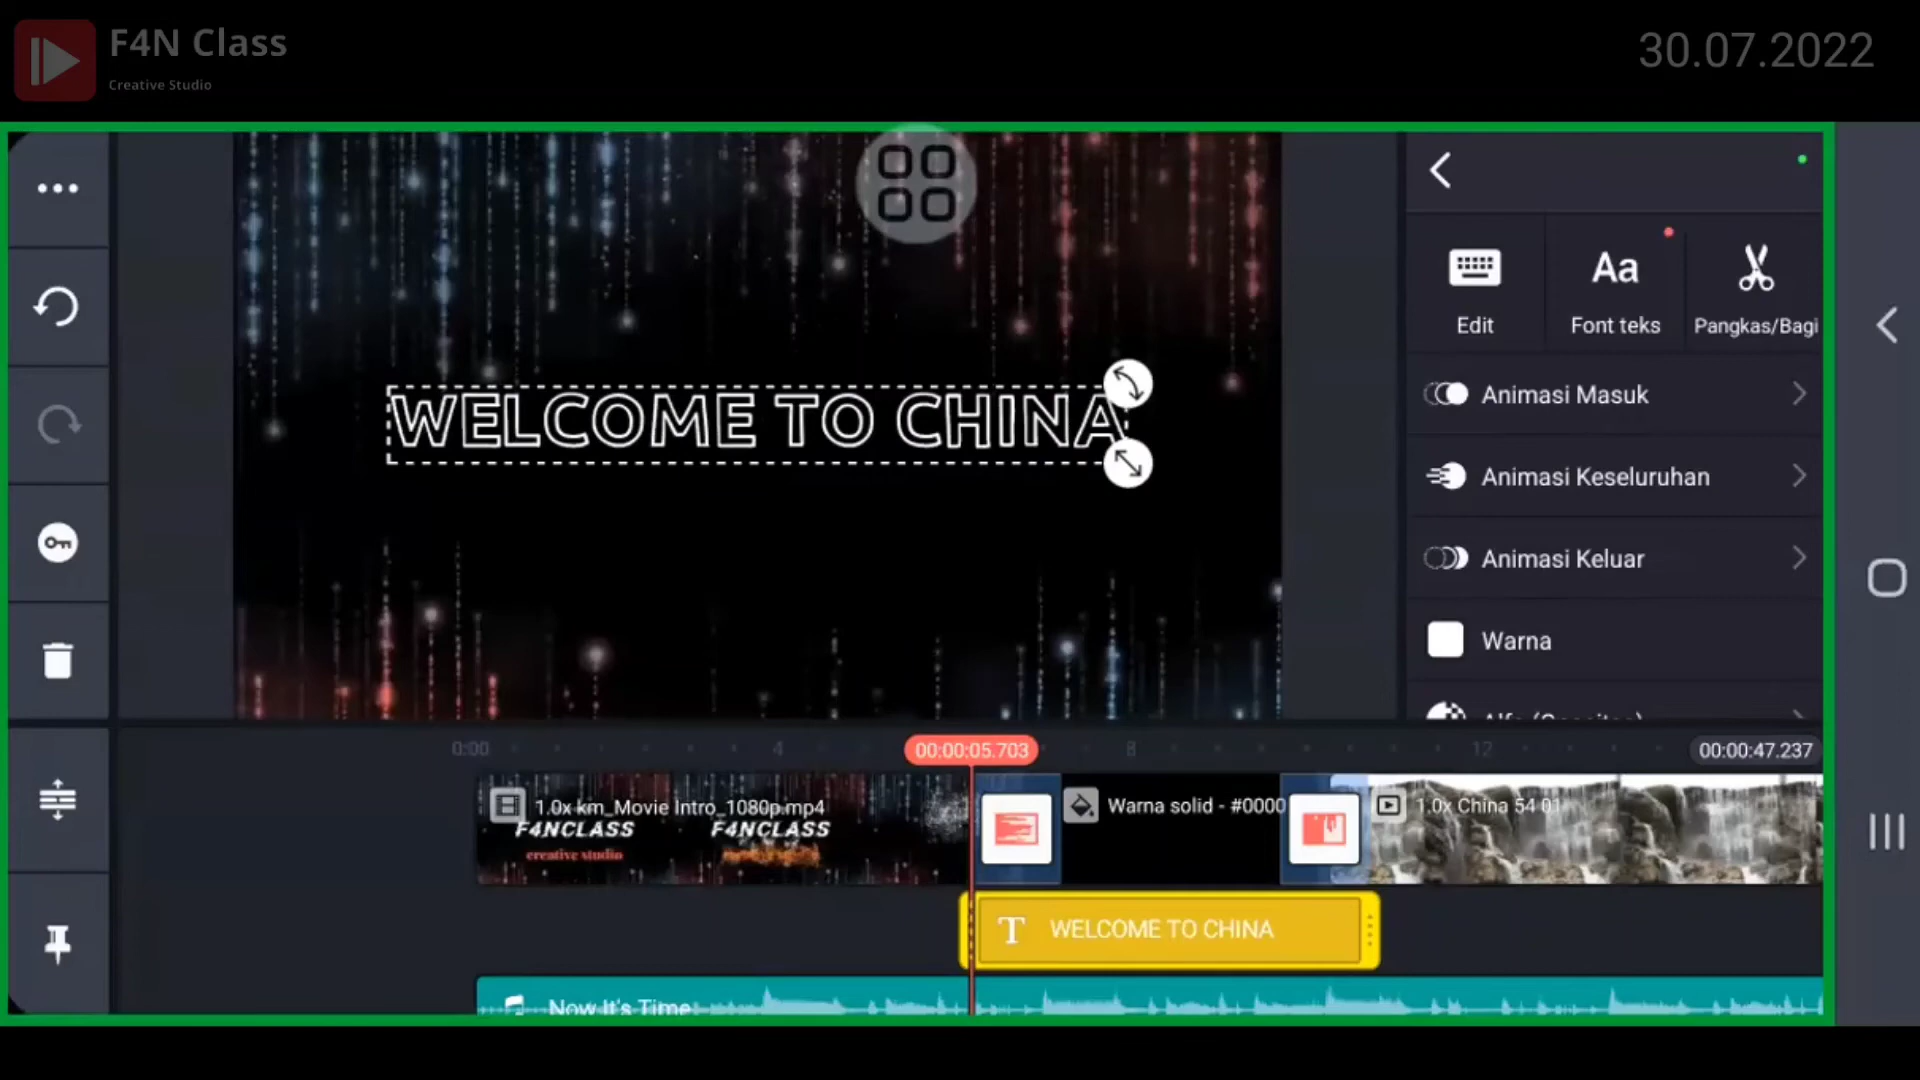 F4N Class
Creative Studio
30.07.2022
WELCOME TO CHINA
Edit
Aa
Font teks
Pangkas/Bagi
Animasi Masuk
Animasi Keseluruhan
Animasi Keluar
Warna
Alfa (Opasitas)
0:00
4
00:00:05.703
8
12
00:00:47.237
1.0x km_Movie Intro_1080p.mp4
F4NCLASS
creative studio
F4NCLASS
Warna solid - #0000
1.0x China 54 01
T WELCOME TO CHINA
Now It's Time